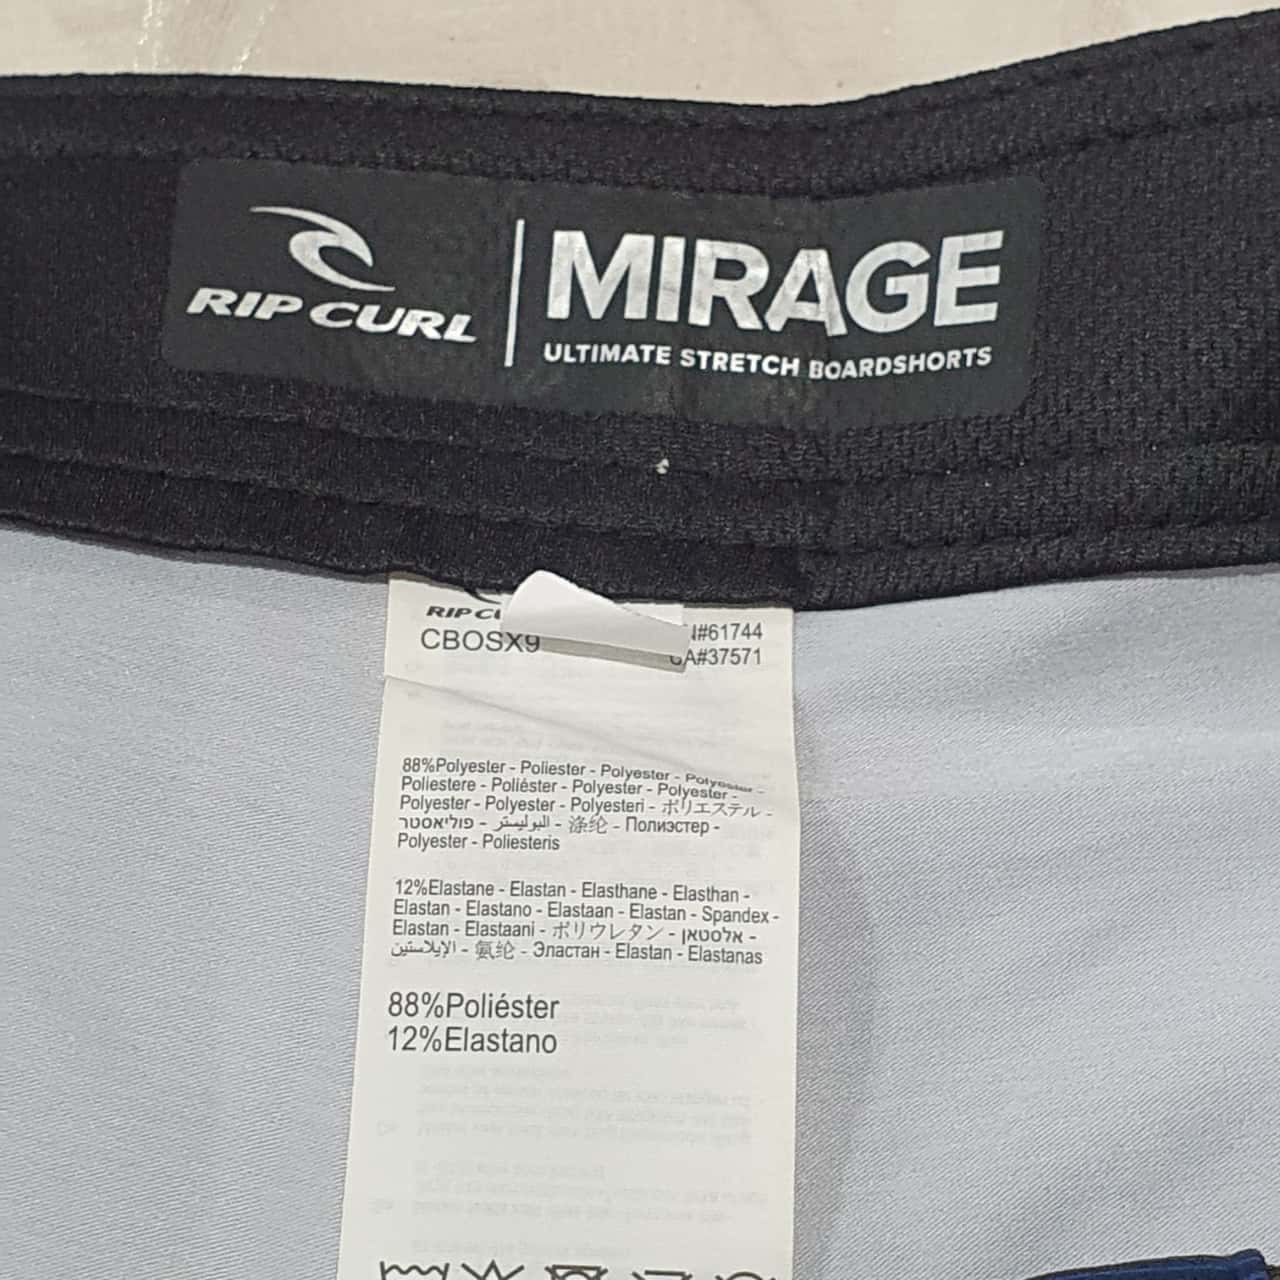 RIP CURL
MIRAGE
ULTIMATE STRETCH BOARDSHORTS
RIP
CBOSX9
#61744
CA#37571
88%Polyester - Poliester - Polyester - Polyester -
Poliestere - Poliéster - Polyester - Polyester -
Polyester - Polyester - Polyesteri - ポリエステル -
פוליאסטר - البوليستر - 涤纶 - Полиэстер -
Polyester - Poliesteris
12%Elastane - Elastan - Elasthane - Elasthan -
Elastan - Elastano - Elastaan - Elastan - Spandex -
Elastan - Elastaani - ポリウレタン - אלסטאן -
الإيلاستين - 氨纶 - Эластан - Elastan - Elastanas
88%Poliéster
12%Elastano